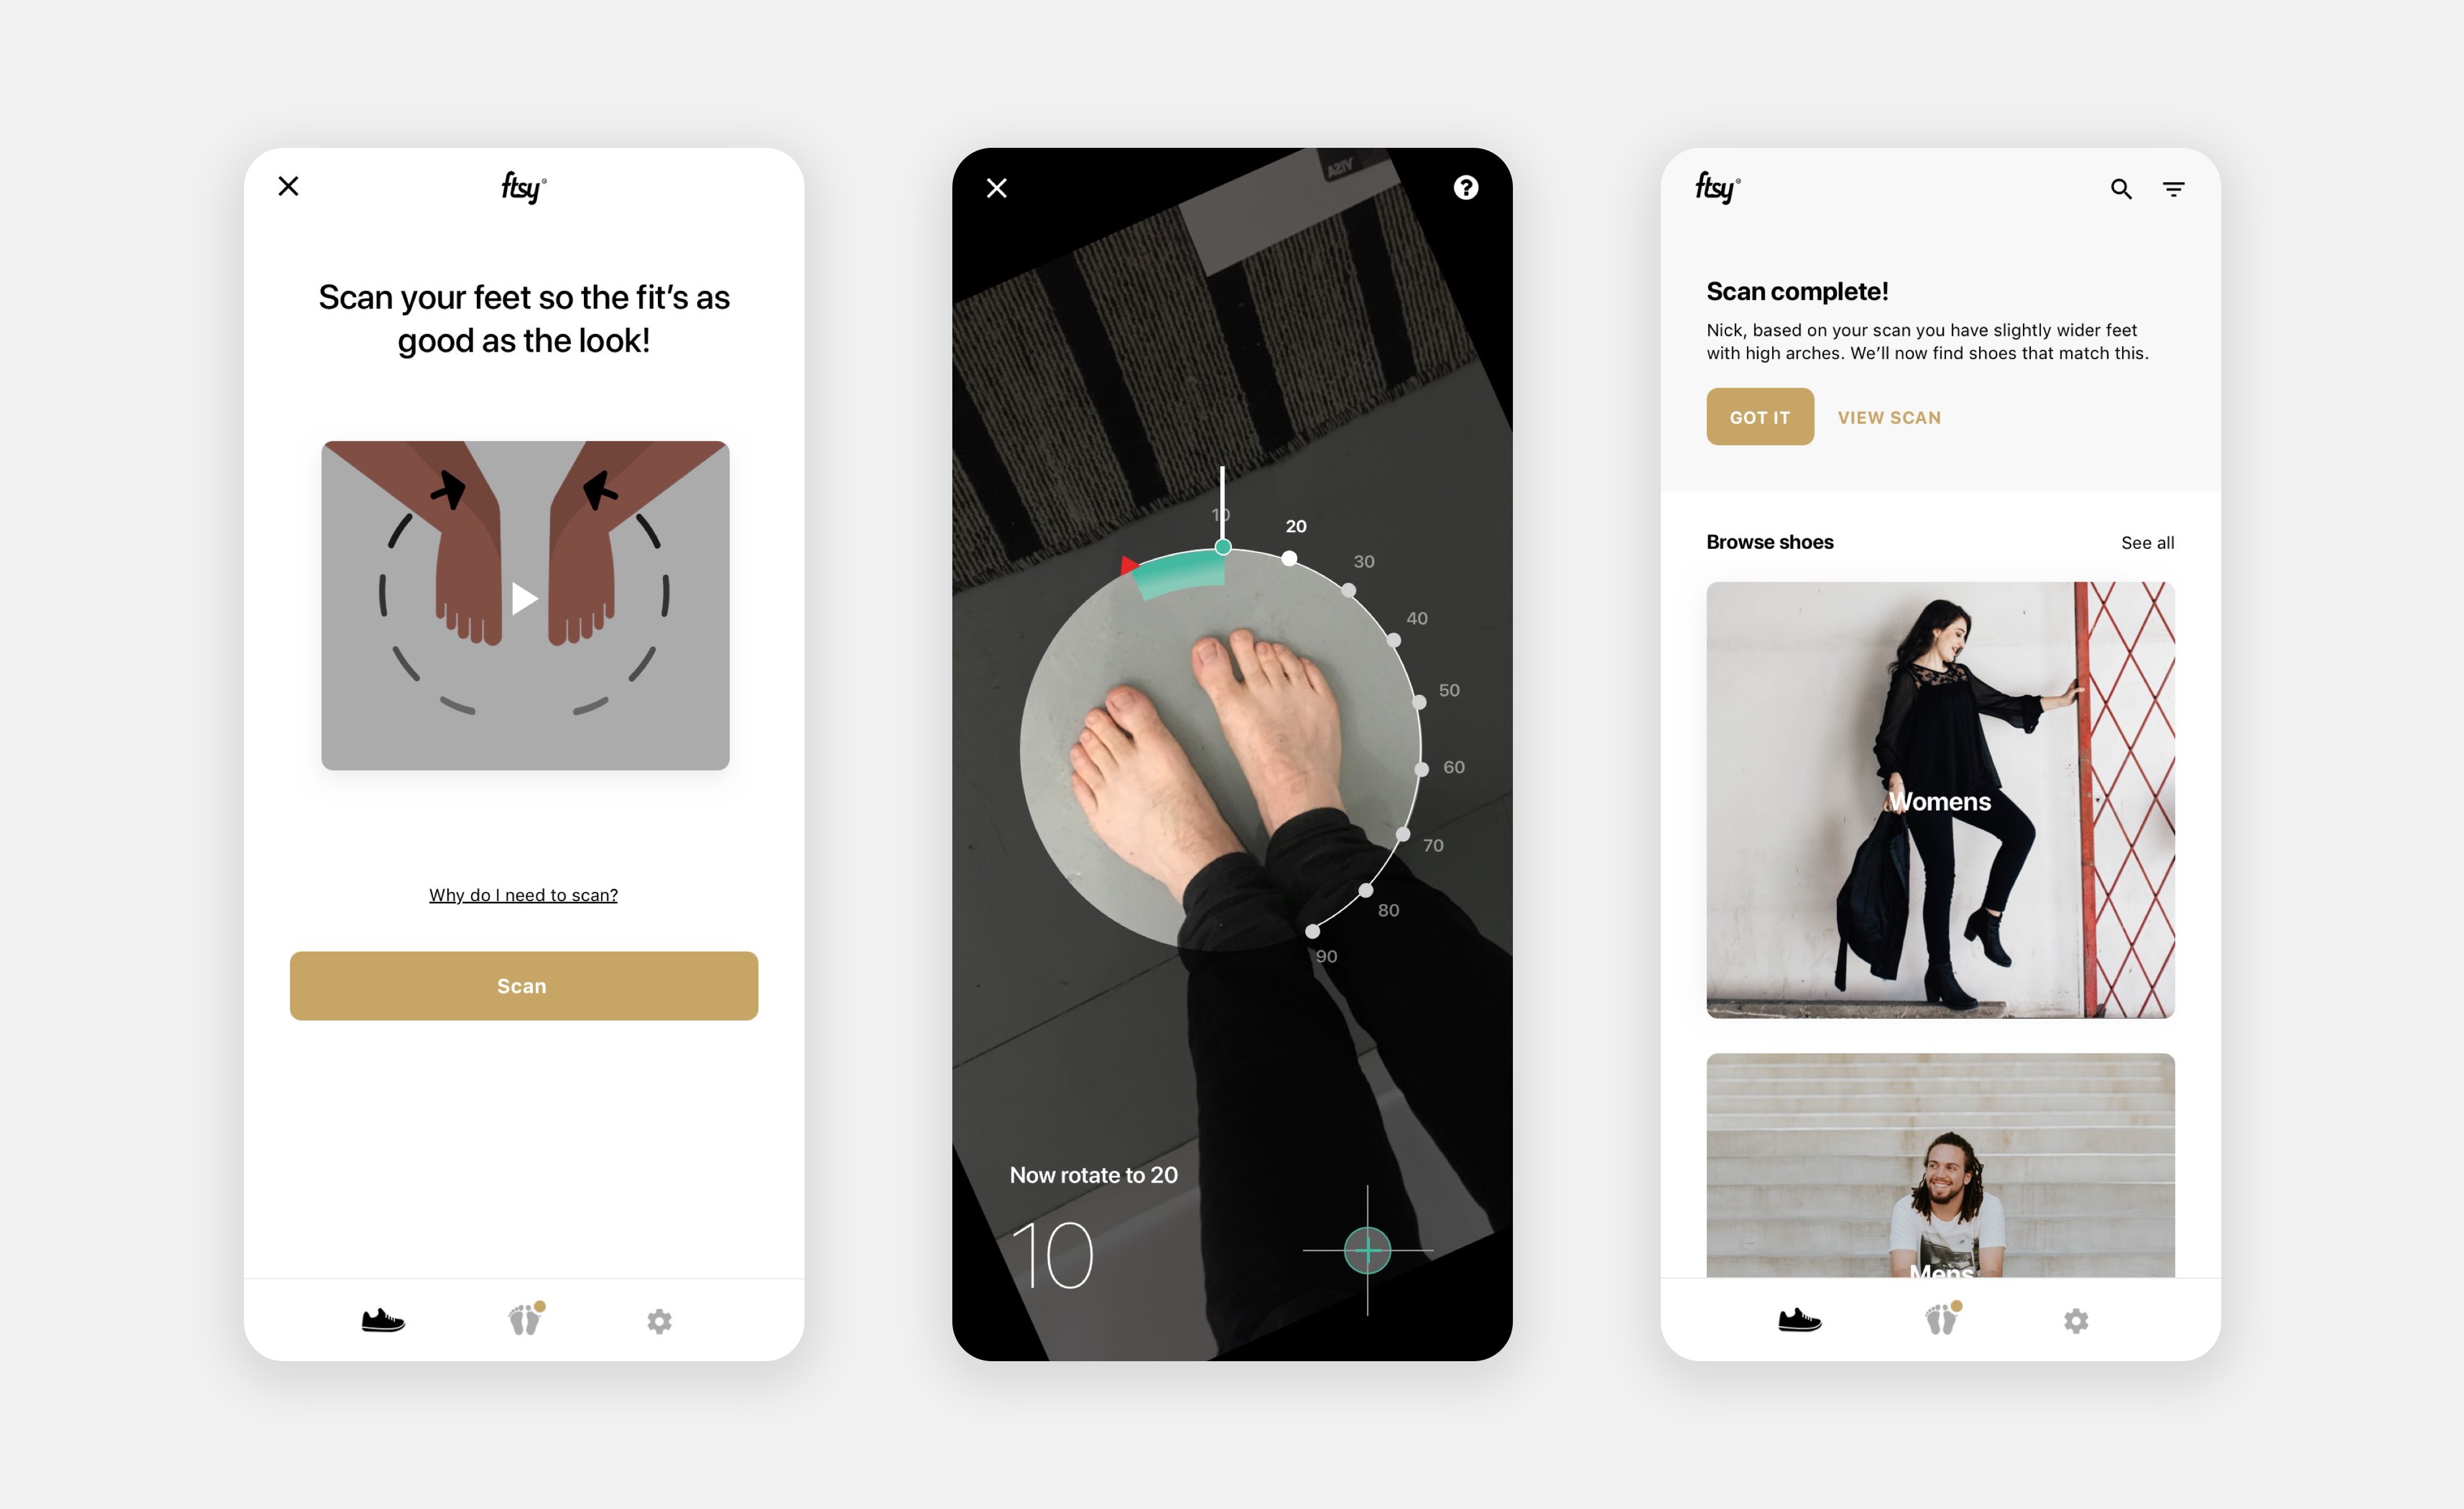 ftsy
Scan your feet so the fit's as
good as the look!
Why do I need to scan?
Scan
VISA
10
20
30
40
50
60
70
80
90
Now rotate to 20
10
ftsy
Scan complete!
Nick, based on your scan you have slightly wider feet
with high arches. We'll now find shoes that match this.
GOT IT
VIEW SCAN
Browse shoes
See all
Womens
Mens